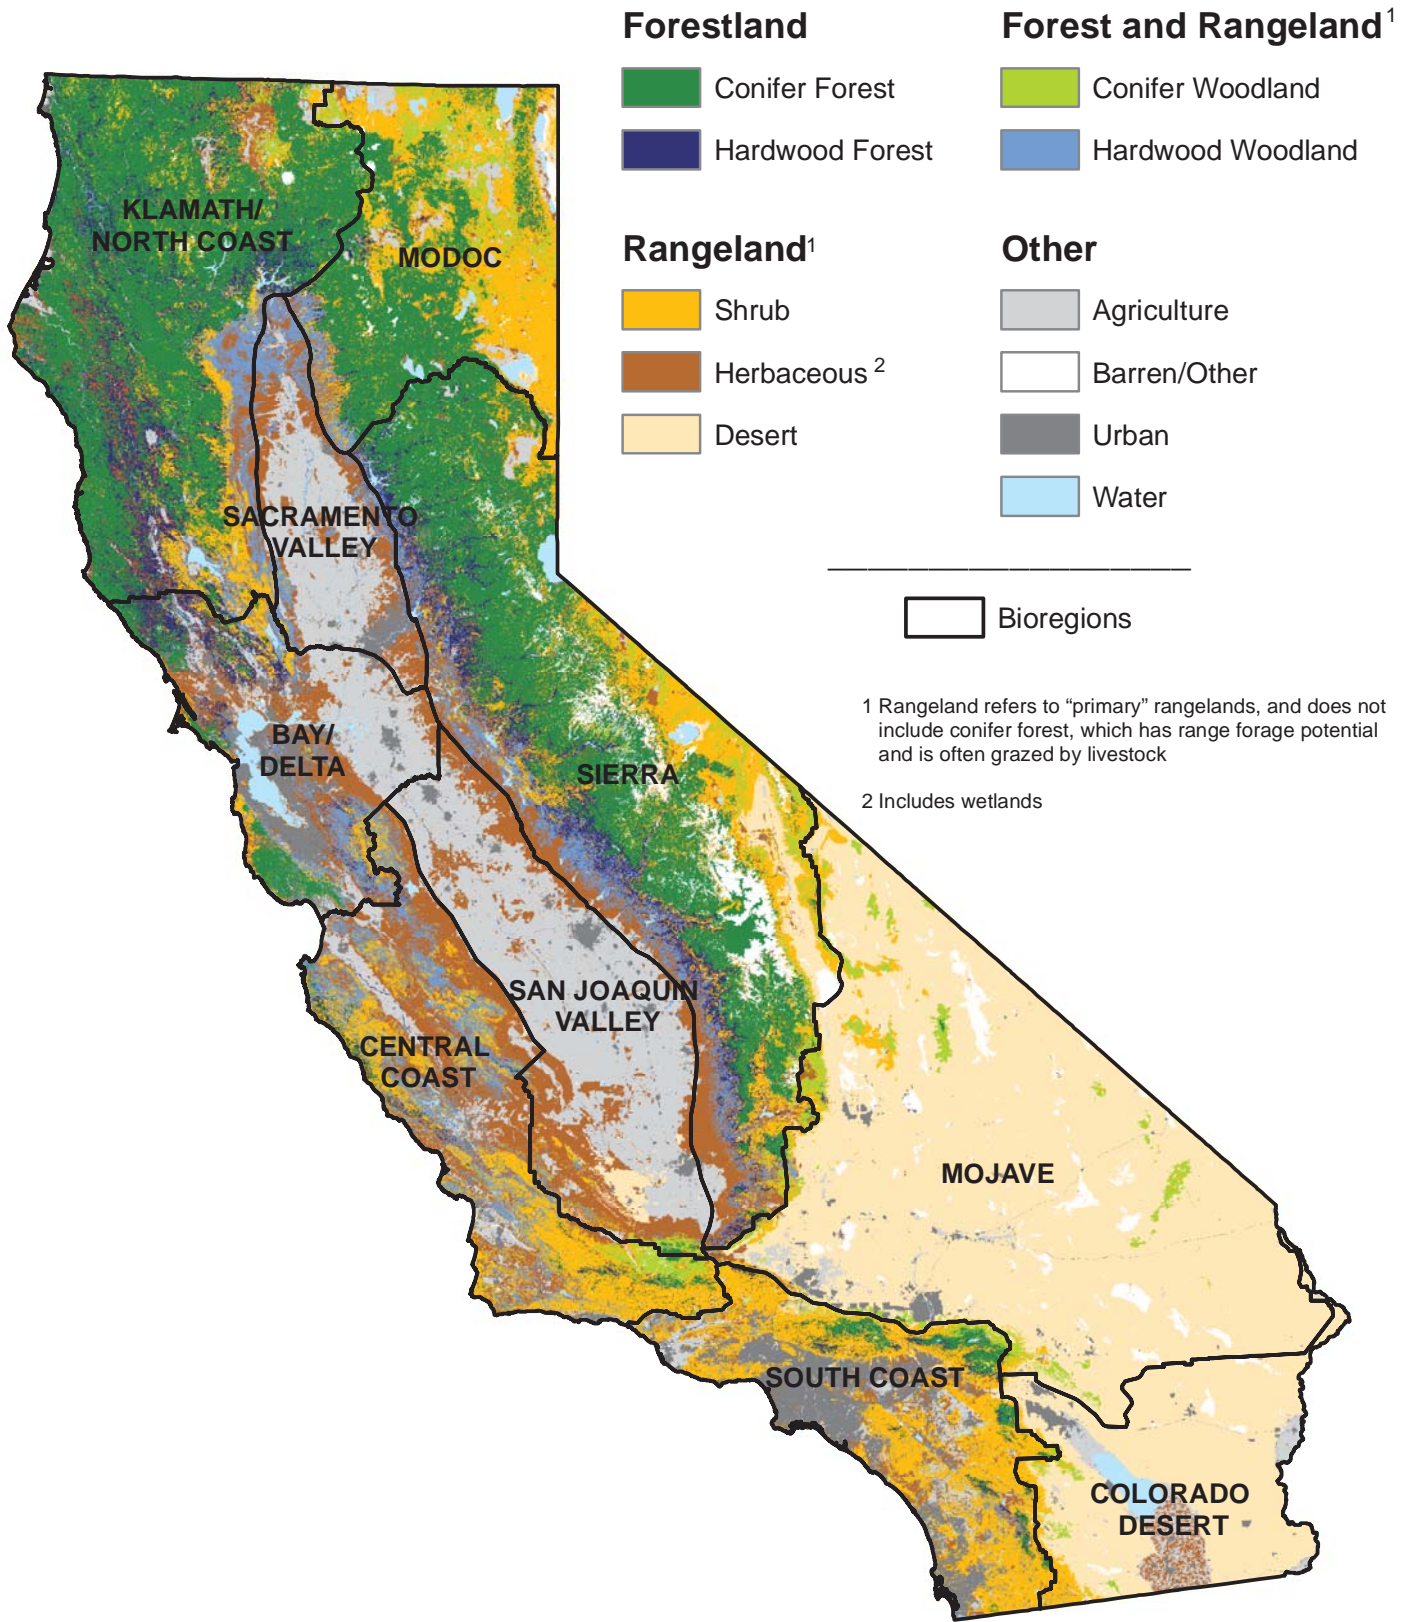 Forestland
Conifer Forest
Hardwood Forest
Forest and Rangeland 1
Conifer Woodland
Hardwood Woodland
Rangeland1
Shrub
Herbaceous 2
Desert
Other
Agriculture
Barren/Other
Urban
Water
Bioregions
1 Rangeland refers to “primary” rangelands, and does not
include conifer forest, which has range forage potential
and is often grazed by livestock
2 Includes wetlands
KLAMATH/
NORTH COAST
MODOC
SACRAMENTO
VALLEY
BAY/
DELTA
SIERRA
SAN JOAQUIN
VALLEY
CENTRAL
COAST
MOJAVE
SOUTH COAST
COLORADO
DESERT